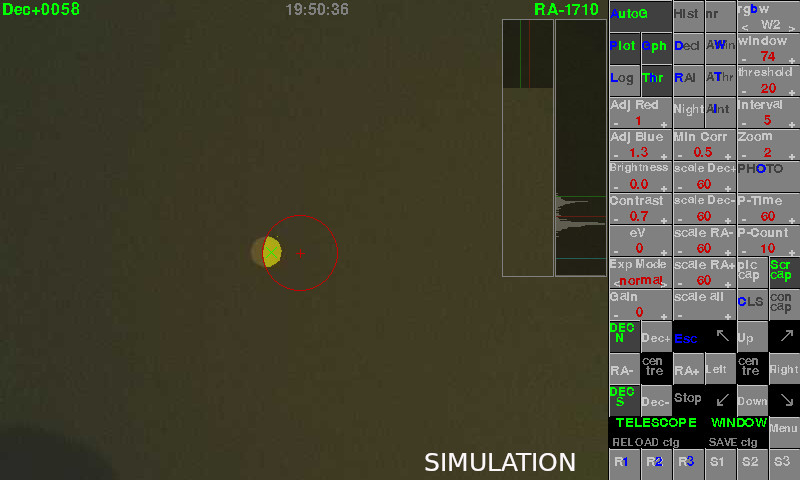 Dec+0058 19:50:36 RA-1710
AutoG Hist nr rgbw
< W2 >
Plot Gph Decl AWin window
- 74 +
Log Thr RAl AThr threshold
- 20 +
Adj Red Night AInt Interval
- 1 + - 5 +
Adj Blue Min Corr Zoom
- 1.3 + - 0.5 + - 2 +
Brightness scale Dec+ PHOTO
- 0.0 + - 60 +
Contrast scale Dec- P-Time
- 0.7 + - 60 + - 60 +
eV scale RA- P-Count
- 0 + - 60 + - 10 +
Exp Mode scale RA+ pic cap Scr cap
< normal > - 60 +
Gain scale all CLS con cap
- 0 + - +
DEC N Dec+ Esc ↖ Up ↗
RA- centre RA+ Left centre Right
DEC S Dec- Stop ↙ Down ↘
TELESCOPE WINDOW Menu
RELOAD cfg SAVE cfg
R1 R2 R3 S1 S2 S3
SIMULATION